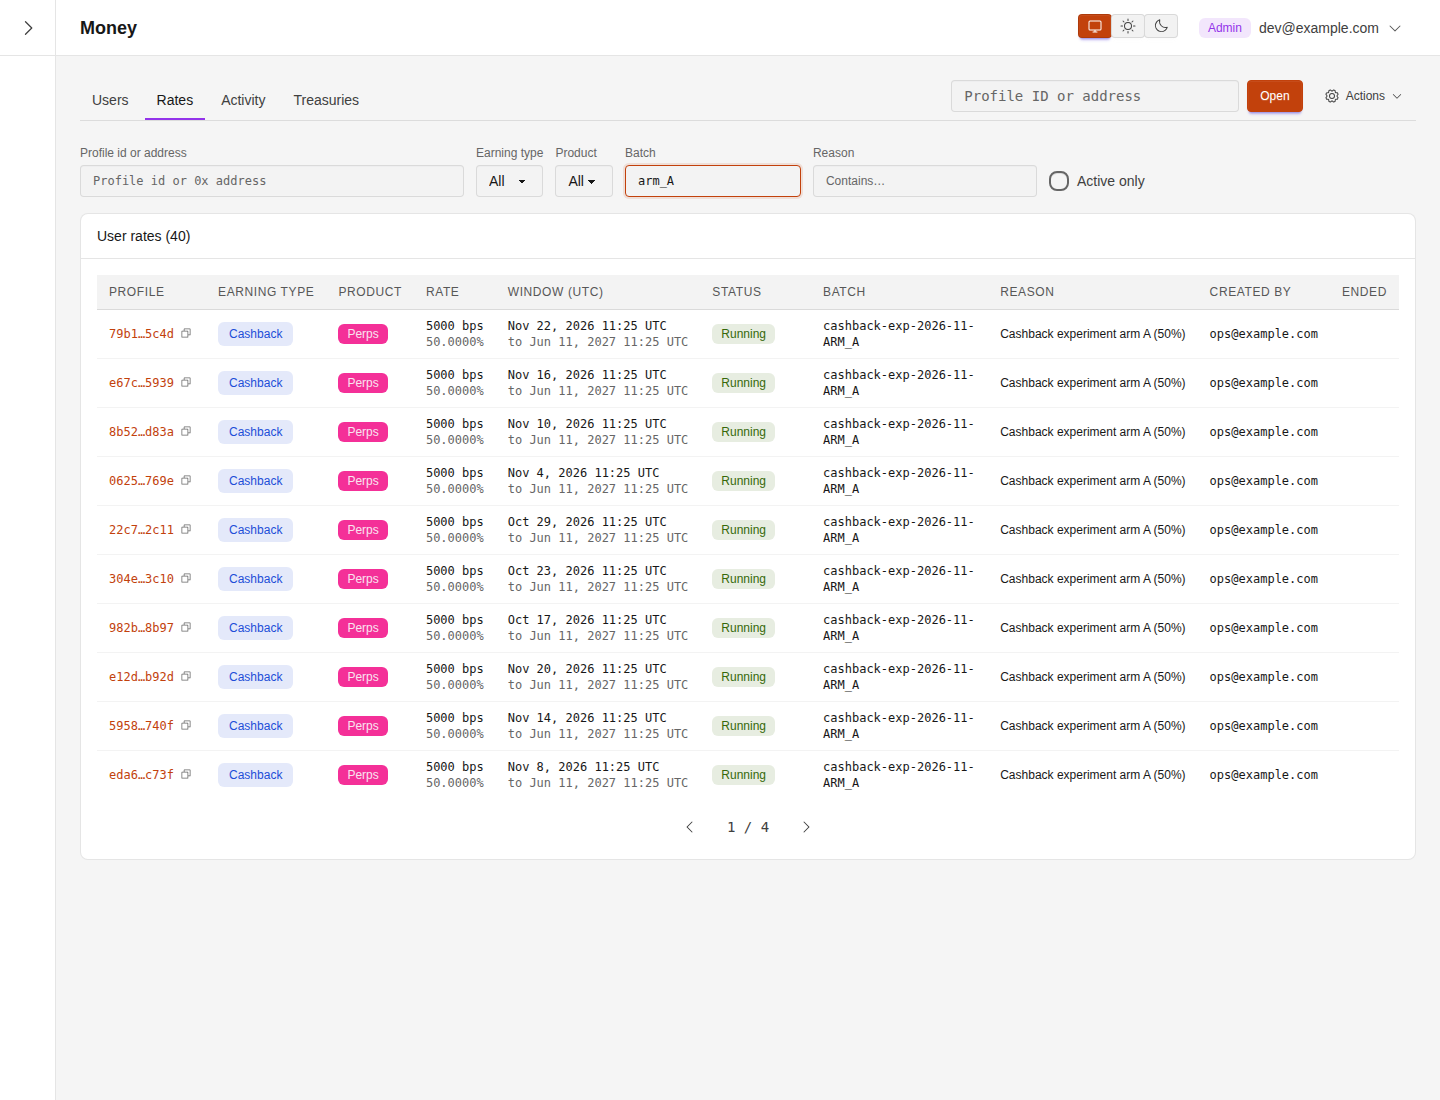 Money
Admin dev@example.com
Users Rates Activity Treasuries
Profile ID or address
Open
Actions
Profile id or address Earning type Product Batch Reason
Profile id or 0x address All All arm_A Contains… Active only
User rates (40)
PROFILE EARNING TYPE PRODUCT RATE WINDOW (UTC) STATUS BATCH REASON CREATED BY ENDED
79b1…5c4d Cashback Perps 5000 bps Nov 22, 2026 11:25 UTC Running cashback-exp-2026-11- Cashback experiment arm A (50%) ops@example.com
50.0000% to Jun 11, 2027 11:25 UTC ARM_A
e67c…5939 Cashback Perps 5000 bps Nov 16, 2026 11:25 UTC Running cashback-exp-2026-11- Cashback experiment arm A (50%) ops@example.com
50.0000% to Jun 11, 2027 11:25 UTC ARM_A
8b52…d83a Cashback Perps 5000 bps Nov 10, 2026 11:25 UTC Running cashback-exp-2026-11- Cashback experiment arm A (50%) ops@example.com
50.0000% to Jun 11, 2027 11:25 UTC ARM_A
0625…769e Cashback Perps 5000 bps Nov 4, 2026 11:25 UTC Running cashback-exp-2026-11- Cashback experiment arm A (50%) ops@example.com
50.0000% to Jun 11, 2027 11:25 UTC ARM_A
22c7…2c11 Cashback Perps 5000 bps Oct 29, 2026 11:25 UTC Running cashback-exp-2026-11- Cashback experiment arm A (50%) ops@example.com
50.0000% to Jun 11, 2027 11:25 UTC ARM_A
304e…3c10 Cashback Perps 5000 bps Oct 23, 2026 11:25 UTC Running cashback-exp-2026-11- Cashback experiment arm A (50%) ops@example.com
50.0000% to Jun 11, 2027 11:25 UTC ARM_A
982b…8b97 Cashback Perps 5000 bps Oct 17, 2026 11:25 UTC Running cashback-exp-2026-11- Cashback experiment arm A (50%) ops@example.com
50.0000% to Jun 11, 2027 11:25 UTC ARM_A
e12d…b92d Cashback Perps 5000 bps Nov 20, 2026 11:25 UTC Running cashback-exp-2026-11- Cashback experiment arm A (50%) ops@example.com
50.0000% to Jun 11, 2027 11:25 UTC ARM_A
5958…740f Cashback Perps 5000 bps Nov 14, 2026 11:25 UTC Running cashback-exp-2026-11- Cashback experiment arm A (50%) ops@example.com
50.0000% to Jun 11, 2027 11:25 UTC ARM_A
eda6…c73f Cashback Perps 5000 bps Nov 8, 2026 11:25 UTC Running cashback-exp-2026-11- Cashback experiment arm A (50%) ops@example.com
50.0000% to Jun 11, 2027 11:25 UTC ARM_A
1 / 4